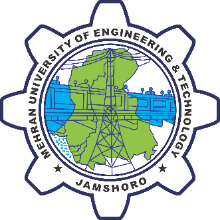 MEHRAN UNIVERSITY OF ENGINEERING & TECHNOLOGY
JAMSHORO